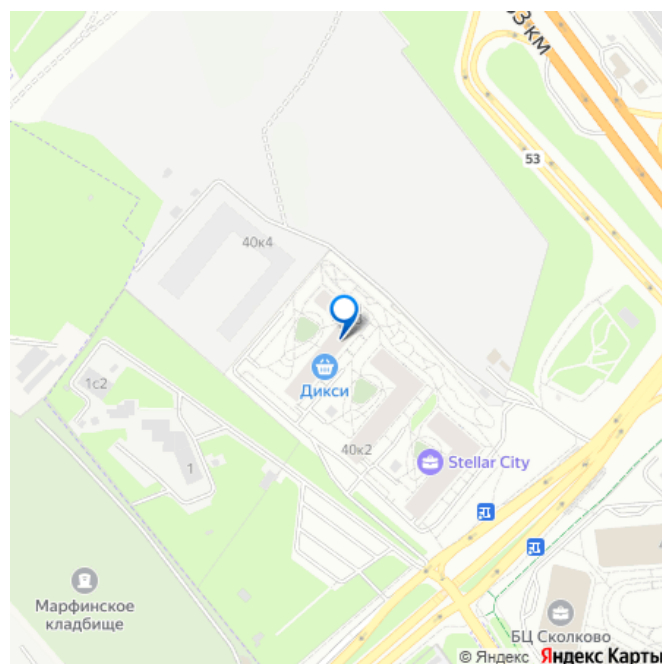 53 км
53
40к4
Дикси
1с2
40к2
Stellar City
1
Марфинское
кладбище
БЦ Сколково
© Яндекс Яндекс Карты